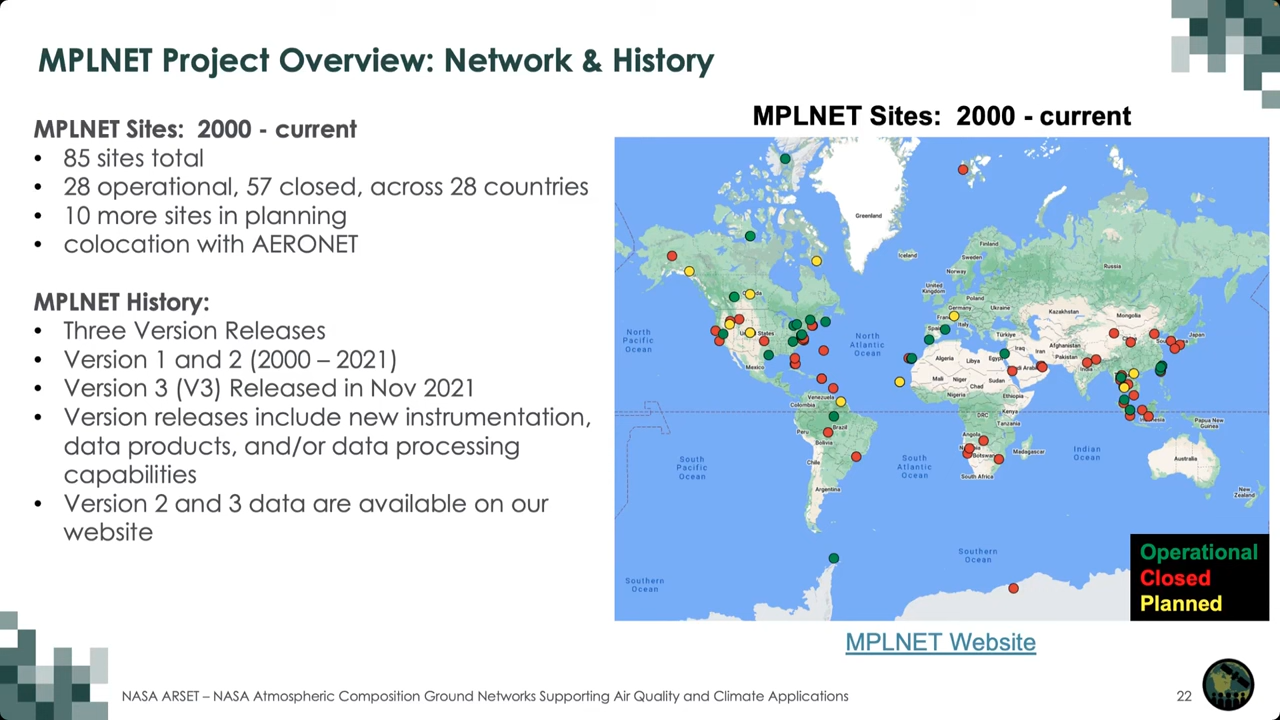 MPLNET Project Overview: Network & History
MPLNET Sites: 2000 - current
• 85 sites total
• 28 operational, 57 closed, across 28 countries
• 10 more sites in planning
• colocation with AERONET
MPLNET History:
• Three Version Releases
• Version 1 and 2 (2000 – 2021)
• Version 3 (V3) Released in Nov 2021
• Version releases include new instrumentation,
data products, and/or data processing
capabilities
• Version 2 and 3 data are available on our
website
MPLNET Sites: 2000 - current
Greenland
Iceland
Finland
Sweden
Norway
Russia
United
Kingdom
Poland
Germany
Ukraine
France
Italy
Spain
Kazakhstan
Mongolia
North
Pacific
Ocean
North
Atlantic
Ocean
Türkiye
Iraq
Iran
Afghanistan
Pakistan
China
Japan
Mexico
Algeria
Libya
Egypt
Saudi Arabia
India
Mali
Niger
Sudan
Chad
Nigeria
Ethiopia
Venezuela
Colombia
DRC
Kenya
Tanzania
Peru
Brazil
Bolivia
Angola
Botswana
Madagascar
Papua New
Guinea
Indian
Ocean
South
Pacific
Ocean
South
Atlantic
Ocean
Chile
Argentina
South Africa
Australia
New
Zealand
Southern
Ocean
Southern
Ocean
Operational
Closed
Planned
MPLNET Website
NASA ARSET – NASA Atmospheric Composition Ground Networks Supporting Air Quality and Climate Applications
22